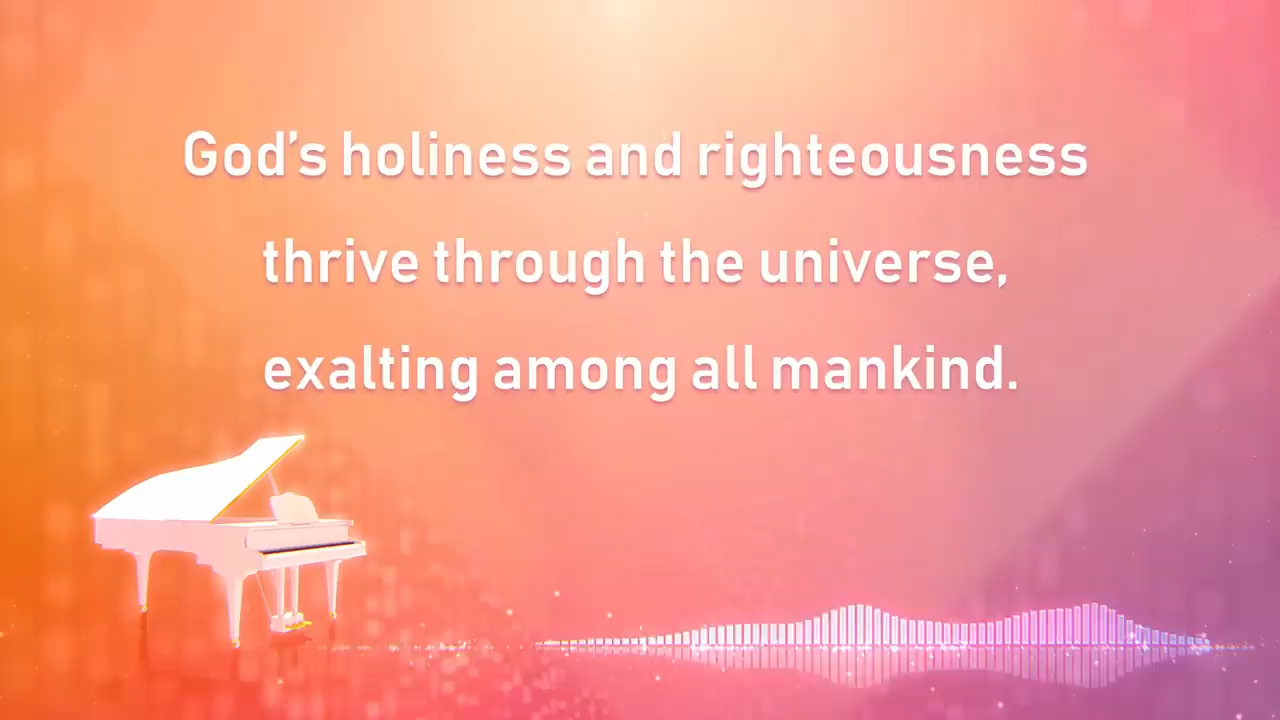 God’s holiness and righteousness
thrive through the universe,
exalting among all mankind.